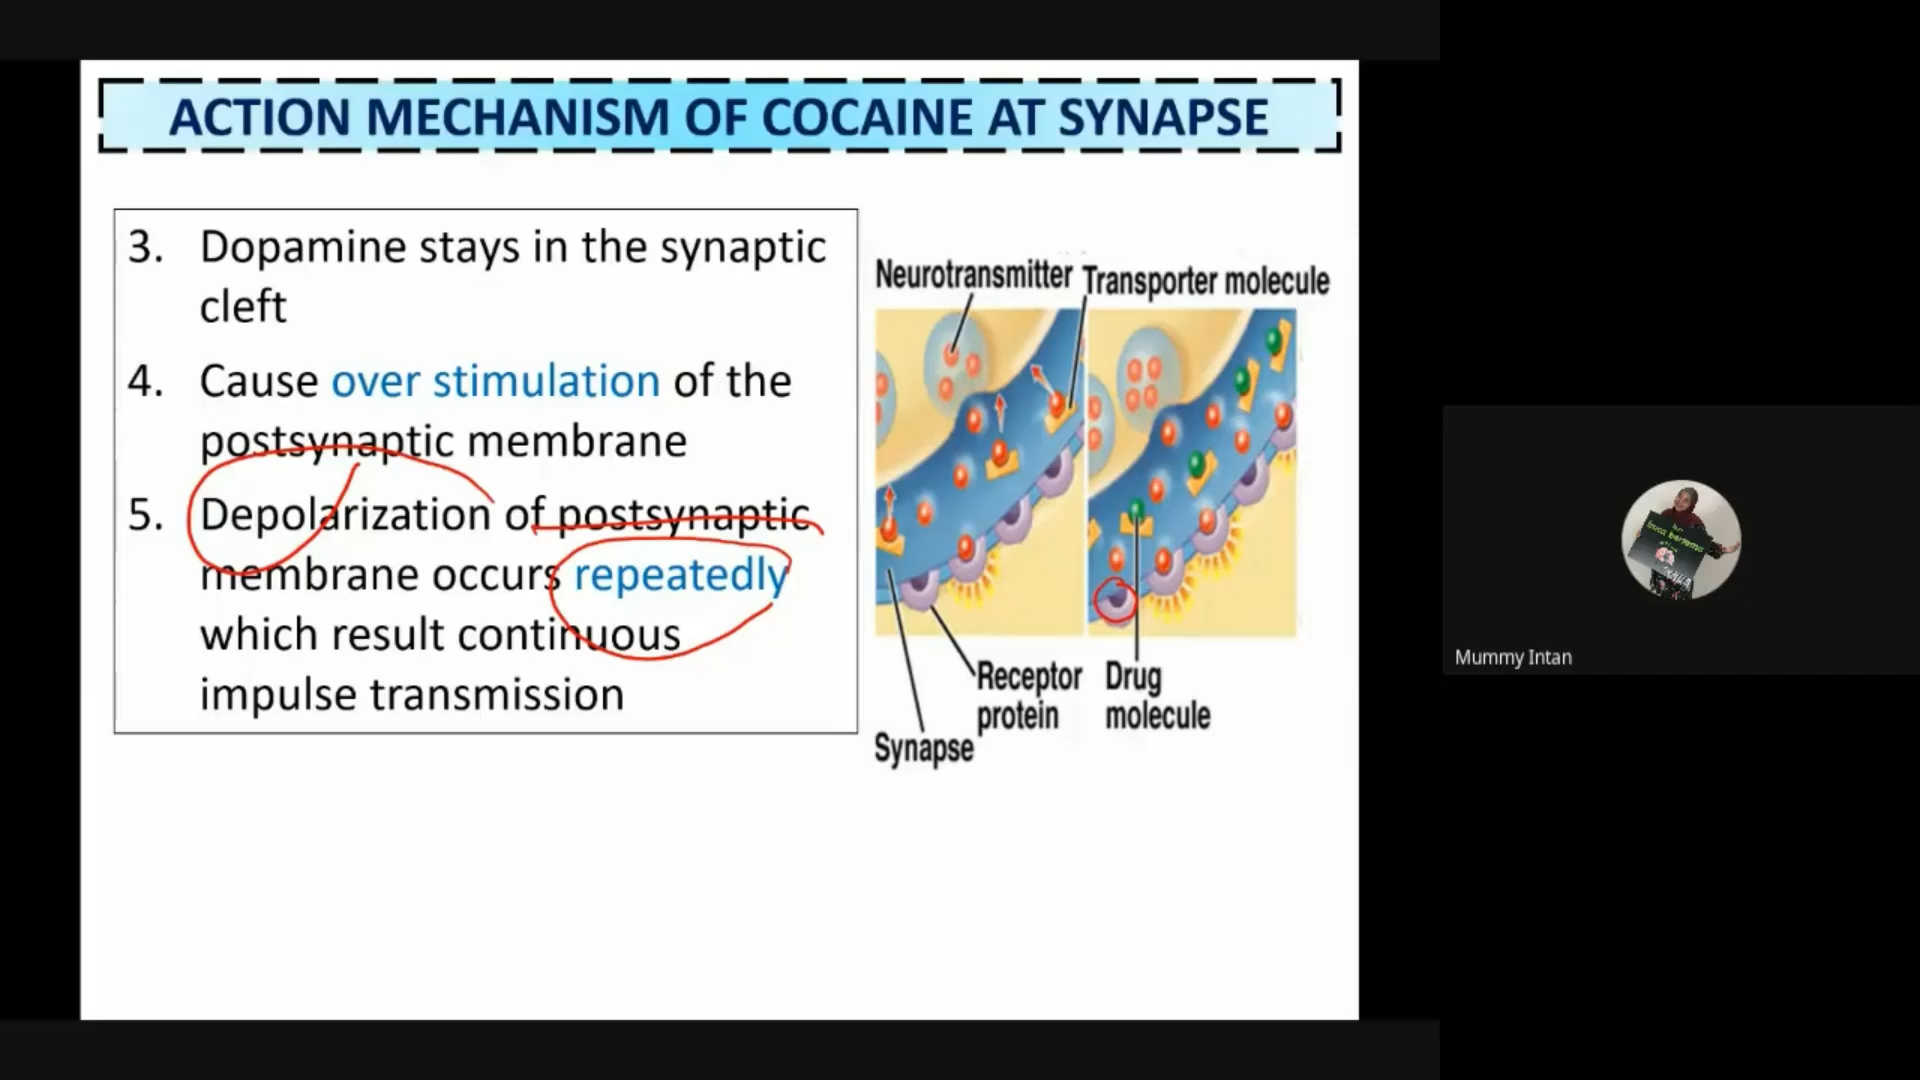 ACTION MECHANISM OF COCAINE AT SYNAPSE
3. Dopamine stays in the synaptic
cleft
4. Cause over stimulation of the
postsynaptic membrane
5. Depolarization of postsynaptic
membrane occurs repeatedly
which result continuous
impulse transmission
Neurotransmitter
Transporter molecule
Receptor
protein
Drug
molecule
Synapse
Mummy Intan